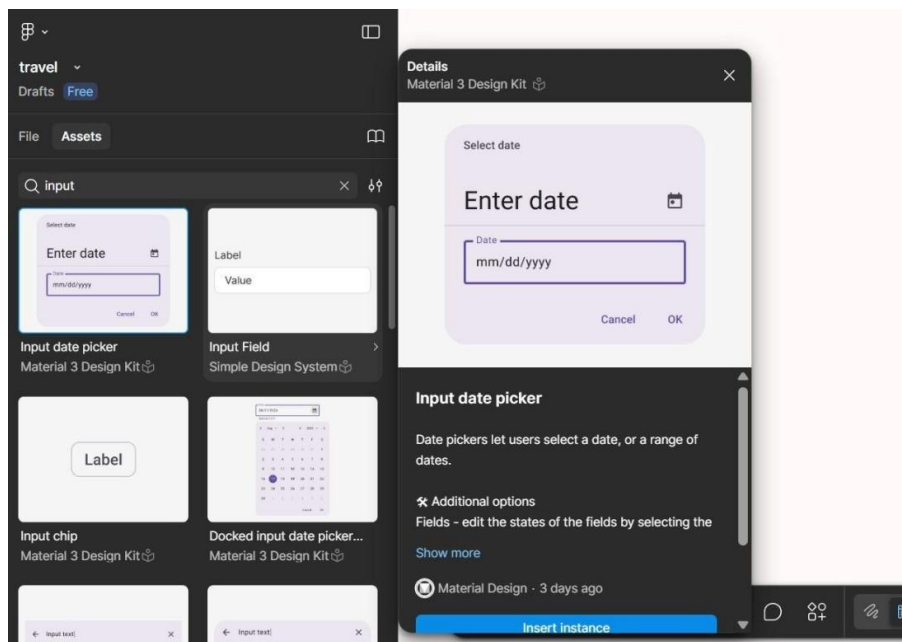 travel
Drafts Free
File Assets
input
Select date
Enter date
Date
mm/dd/yyyy
Cancel OK
Input date picker
Material 3 Design Kit
Label
Value
Input Field
Simple Design System
Label
Input chip
Material 3 Design Kit
Docked input date picker...
Material 3 Design Kit
Input text
Input text
Details
Material 3 Design Kit
Select date
Enter date
Date
mm/dd/yyyy
Cancel OK
Input date picker
Date pickers let users select a date, or a range of
dates.
🛠 Additional options
Fields - edit the states of the fields by selecting the
Show more
Material Design · 3 days ago
Insert instance